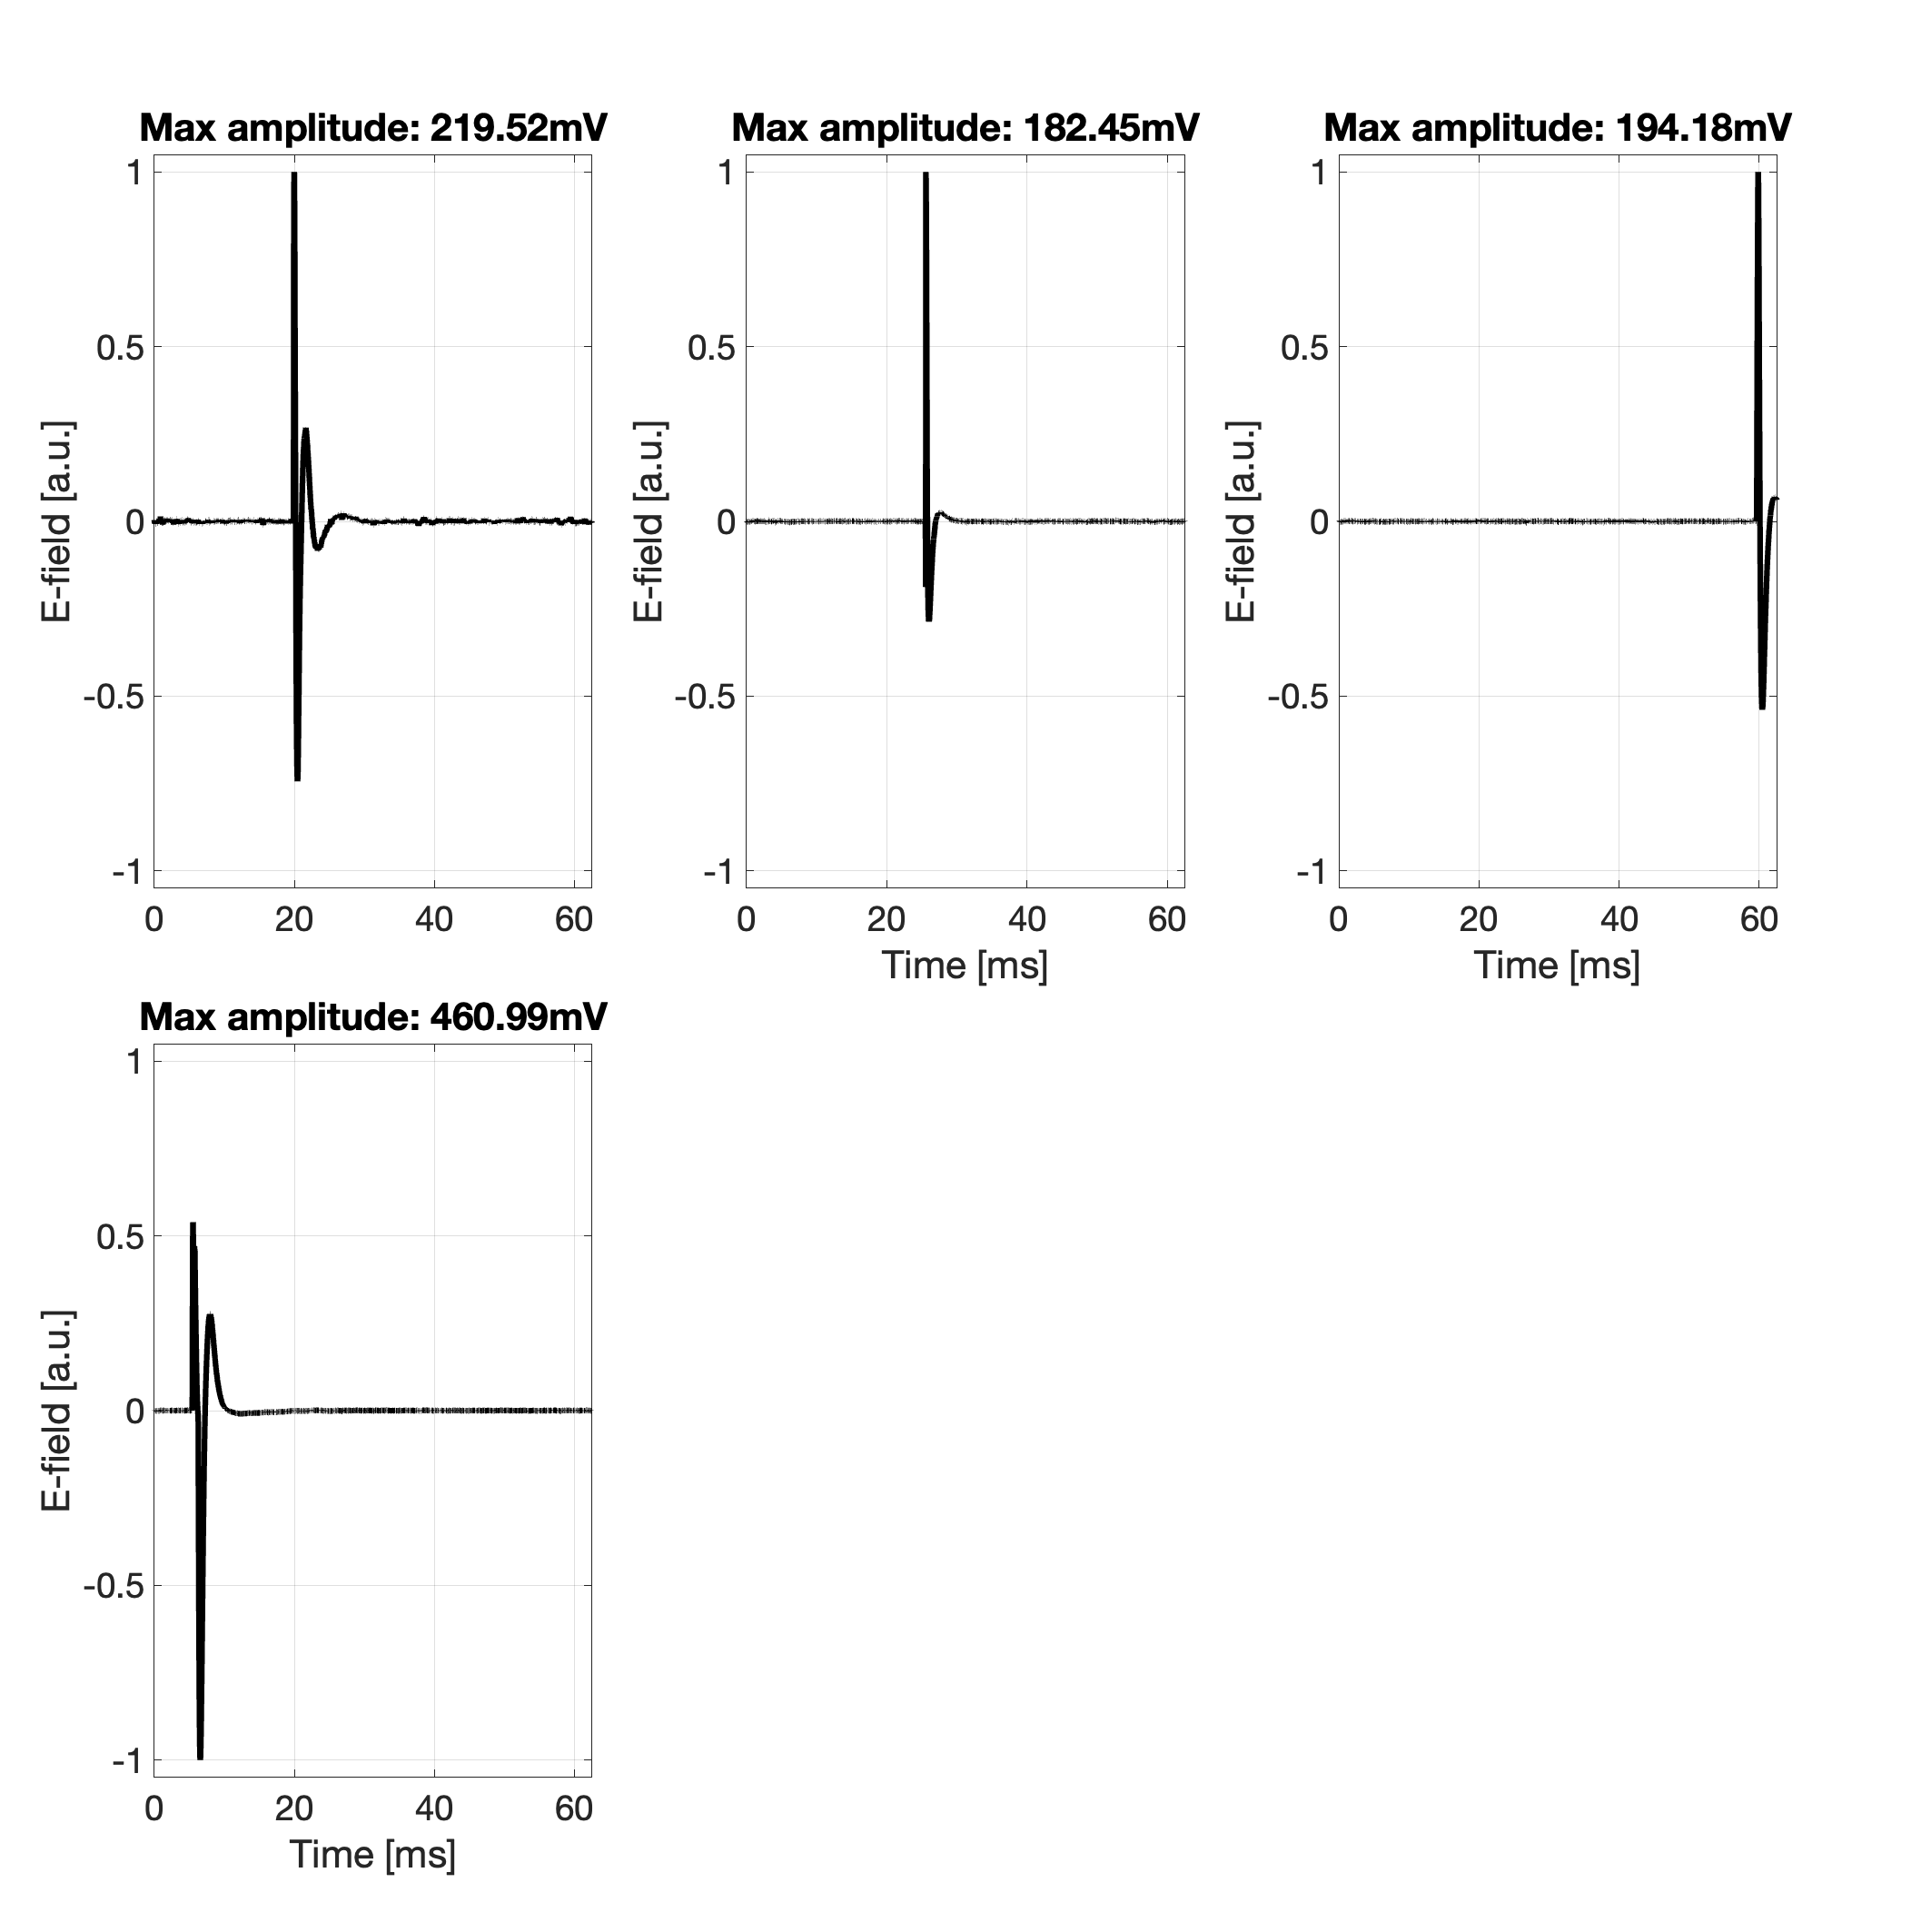 Max amplitude: 219.52mV
1
0.5
0
-0.5
-1
E-field [a.u.]
0 20 40 60
Max amplitude: 182.45mV
1
0.5
0
-0.5
-1
E-field [a.u.]
0 20 40 60
Time [ms]
Max amplitude: 194.18mV
1
0.5
0
-0.5
-1
E-field [a.u.]
0 20 40 60
Time [ms]
Max amplitude: 460.99mV
1
0.5
0
-0.5
-1
E-field [a.u.]
0 20 40 60
Time [ms]